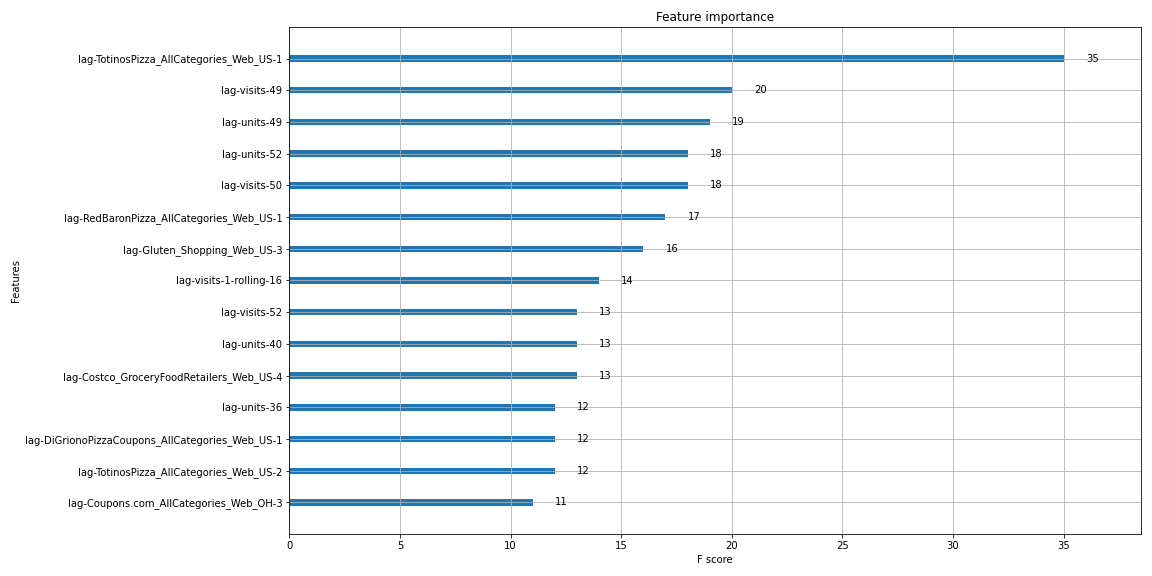 Feature importance
lag-TotinosPizza_AllCategories_Web_US-1
35
lag-visits-49
20
lag-units-49
19
lag-units-52
18
lag-visits-50
18
lag-RedBaronPizza_AllCategories_Web_US-1
17
lag-Gluten_Shopping_Web_US-3
16
lag-visits-1-rolling-16
14
lag-visits-52
13
lag-units-40
13
lag-Costco_GroceryFoodRetailers_Web_US-4
13
lag-units-36
12
lag-DiGrionoPizzaCoupons_AllCategories_Web_US-1
12
lag-TotinosPizza_AllCategories_Web_US-2
12
lag-Coupons.com_AllCategories_Web_OH-3
11
Features
0 5 10 15 20 25 30 35
F score